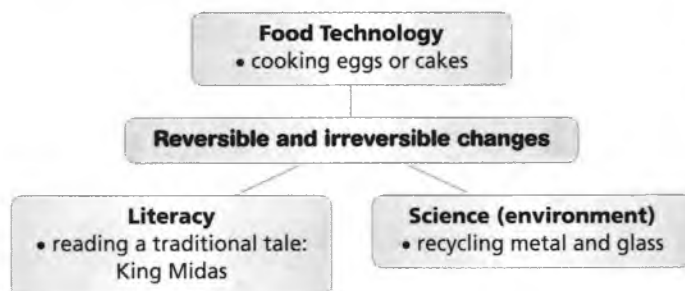 Food Technology
• cooking eggs or cakes
Reversible and irreversible changes
Literacy
• reading a traditional tale:
King Midas
Science (environment)
• recycling metal and glass